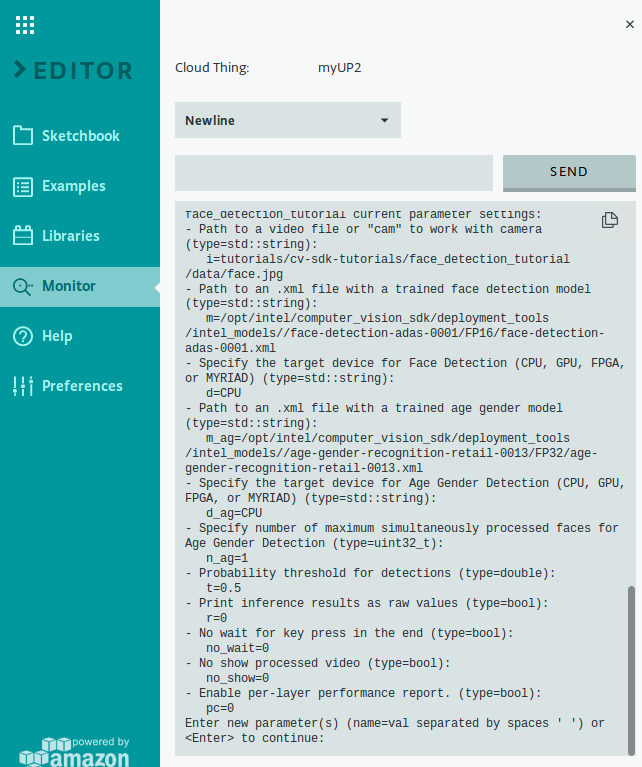 EDITOR
Sketchbook
Examples
Libraries
Monitor
Help
Preferences
powered by
amazon
×
Cloud Thing: myUP2
Newline
SEND
face_detection_tutorial current parameter settings:
- Path to a video file or "cam" to work with camera
(type=std::string):
i=tutorials/cv-sdk-tutorials/face_detection_tutorial
/data/face.jpg
- Path to an .xml file with a trained face detection model
(type=std::string):
m=/opt/intel/computer_vision_sdk/deployment_tools
/intel_models//face-detection-adas-0001/FP16/face-detection-
adas-0001.xml
- Specify the target device for Face Detection (CPU, GPU, FPGA,
or MYRIAD) (type=std::string):
d=CPU
- Path to an .xml file with a trained age gender model
(type=std::string):
m_ag=/opt/intel/computer_vision_sdk/deployment_tools
/intel_models//age-gender-recognition-retail-0013/FP32/age-
gender-recognition-retail-0013.xml
- Specify the target device for Age Gender Detection (CPU, GPU,
FPGA, or MYRIAD) (type=std::string):
d_ag=CPU
- Specify number of maximum simultaneously processed faces for
Age Gender Detection (type=uint32_t):
n_ag=1
- Probability threshold for detections (type=double):
t=0.5
- Print inference results as raw values (type=bool):
r=0
- No wait for key press in the end (type=bool):
no_wait=0
- No show processed video (type=bool):
no_show=0
- Enable per-layer performance report. (type=bool):
pc=0
Enter new parameter(s) (name=val separated by spaces ' ') or
<Enter> to continue: